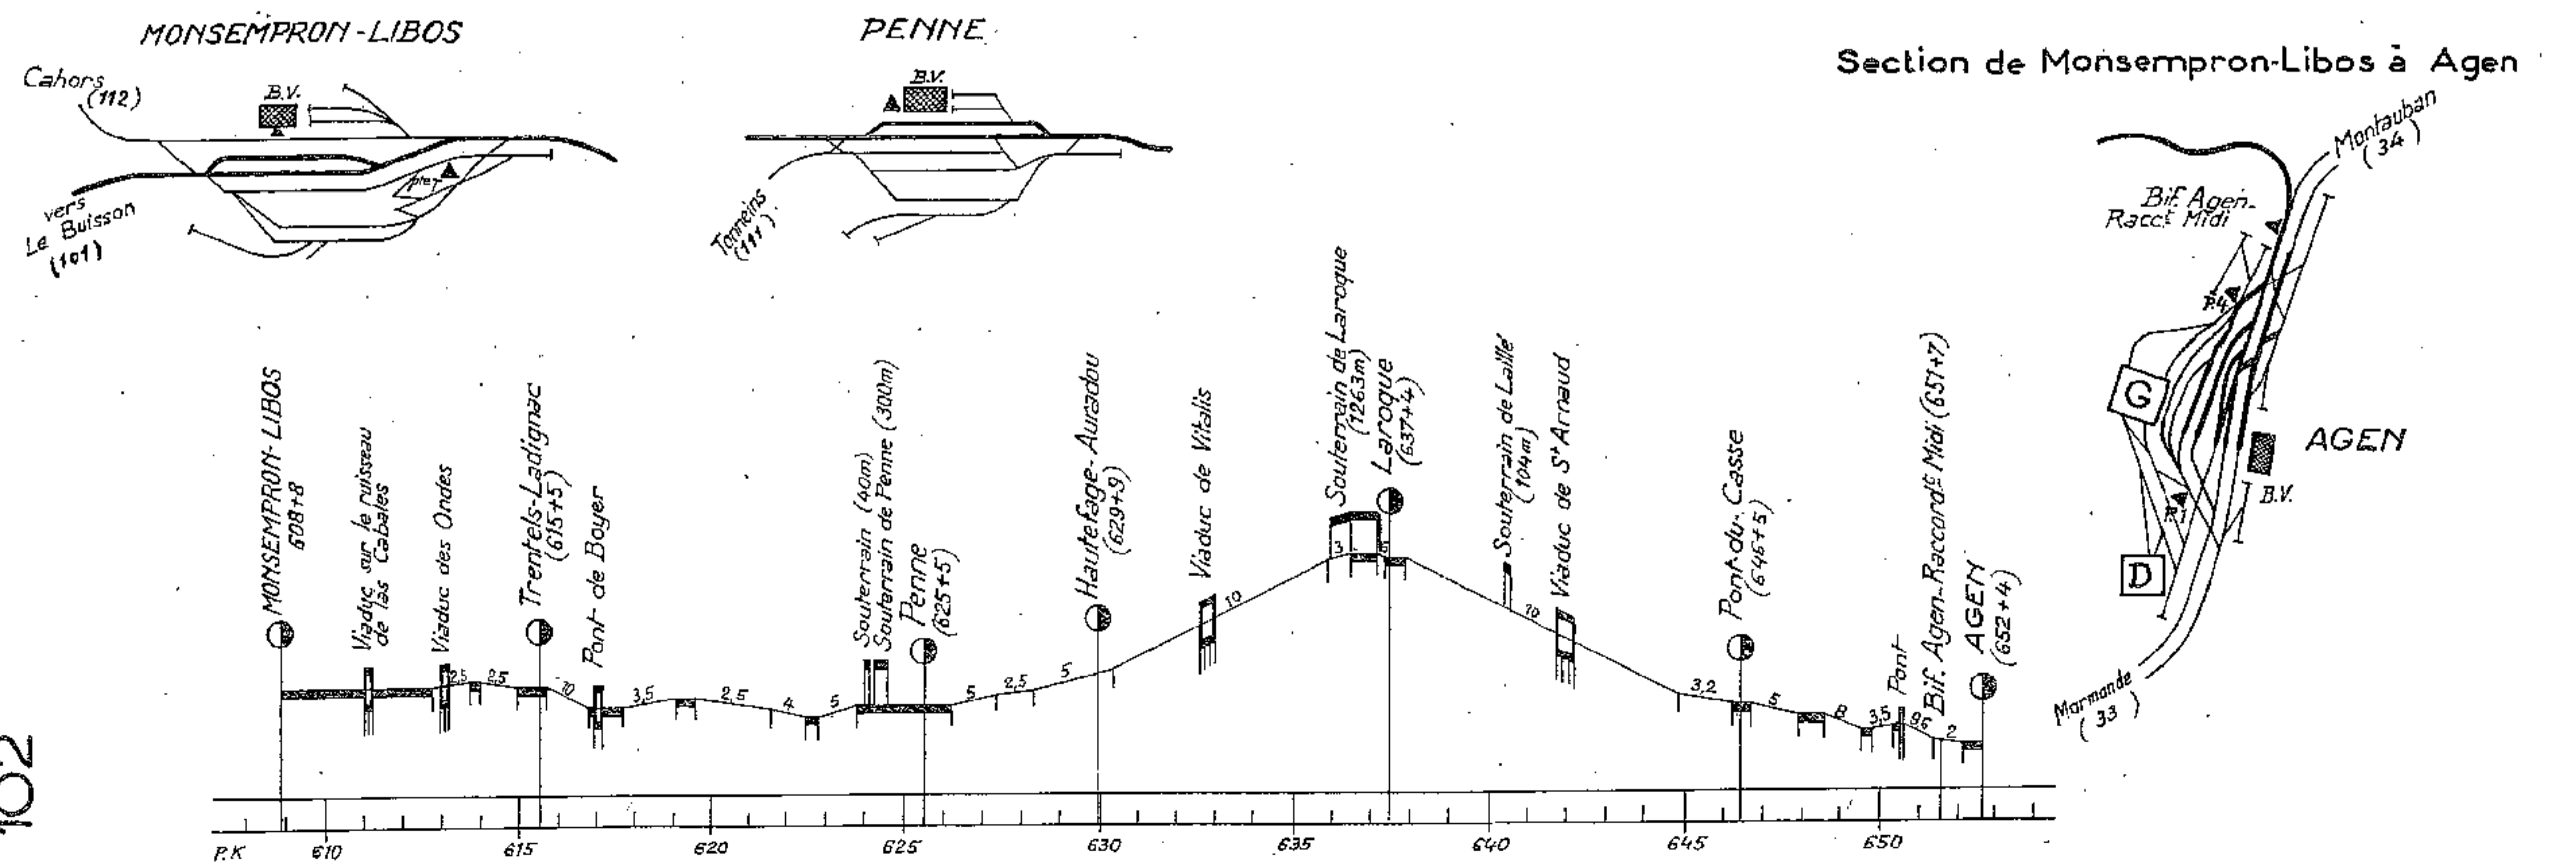 MONSEMPRON-LIBOS
PENNE
Section de Monsempron-Libos à Agen
Cahors
(112)
B.V.
pte T
vers
Le Buisson
(101)
B.V.
Tonneins
(111)
Montauban
(34)
Bif. Agen-
Racct Midi
P.4
G
AGEN
B.V.
D
Marmande
(33)
MONSEMPRON-LIBOS
608+8
Viaduc sur le ruisseau
de las Cabales
Viaduc des Ondes
Trentels-Ladignac
(615+5)
Pont de Boyer
Souterrain (40m)
Souterrain de Penne (300m)
Penne
(625+5)
Hautefage-Auradou
(629+9)
Viaduc de Vitalis
Souterrain de Laroque
(1263m)
Laroque
(637+4)
Souterrain de Laillé
(104m)
Viaduc de St Arnaud
Pont-du-Casse
(646+5)
Pont
Bif. Agen-Raccordt Midi (651+7)
AGEN
(652+4)
2,5 2,5 10 3,5 2,5 4 5 5 2,5 5 10 3 10 3,2 5 8 3,5 9,6 2
P.K 610 615 620 625 630 635 640 645 650
102